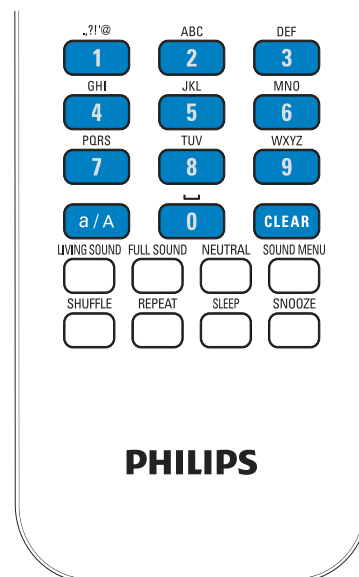 .,?!'@ ABC DEF
1 2 3
GHI JKL MNO
4 5 6
PQRS TUV WXYZ
7 8 9
a/A 0 CLEAR
LIVING SOUND FULL SOUND NEUTRAL SOUND MENU
SHUFFLE REPEAT SLEEP SNOOZE
PHILIPS